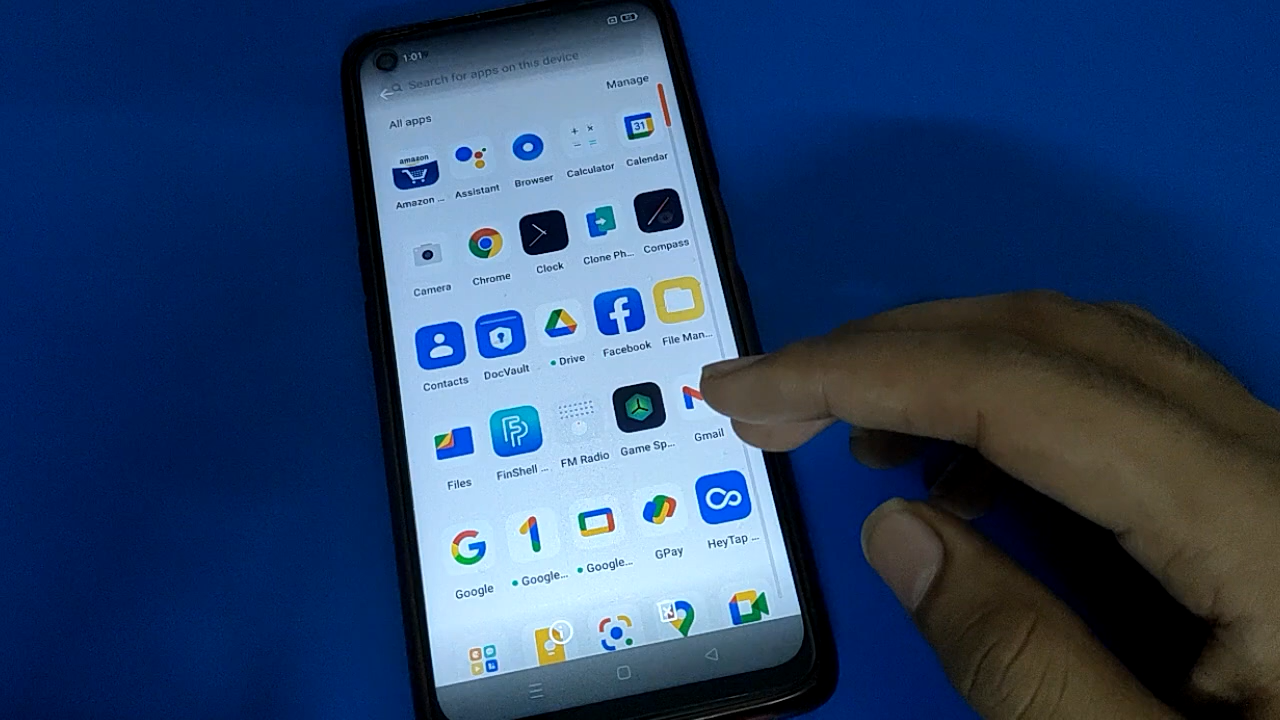 1:01
Search for apps on this device
Manage
All apps
amazon
31
Amazon ...
Assistant
Browser
Calculator
Calendar
Camera
Chrome
Clock
Clone Ph...
Compass
Contacts
DocVault
Drive
Facebook
File Man...
Files
FinShell ...
FM Radio
Game Sp...
Gmail
Google
Google...
Google...
GPay
HeyTap ...